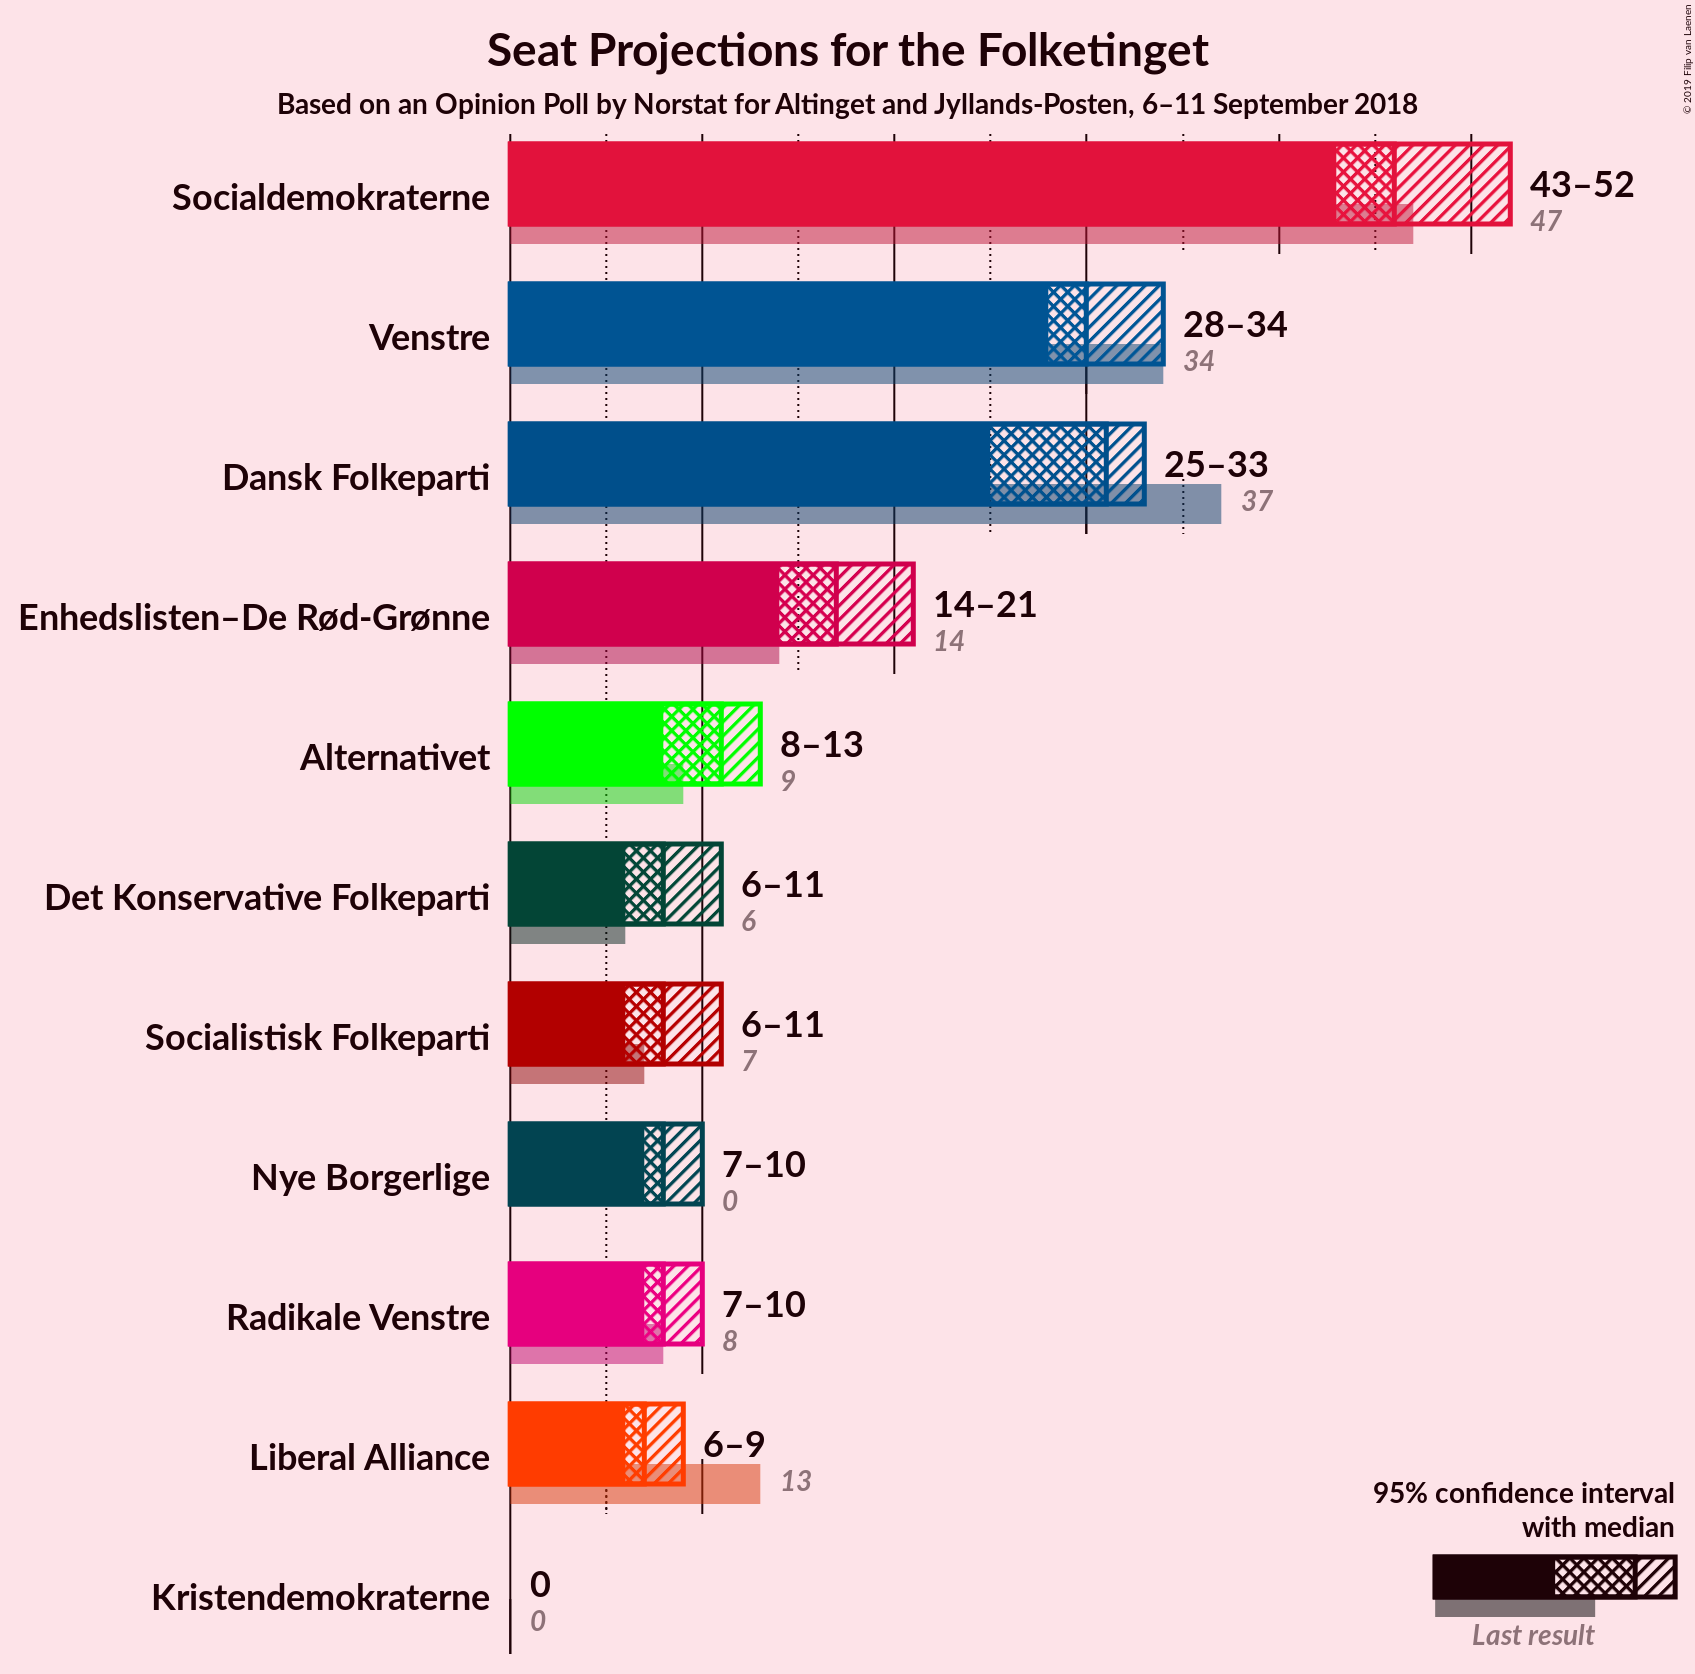 Seat Projections for the Folketinget
Based on an Opinion Poll by Norstat for Altinget and Jyllands-Posten, 6–11 September 2018
© 2019 Filip van Laenen
Socialdemokraterne
43–52
47
Venstre
28–34
34
Dansk Folkeparti
25–33
37
Enhedslisten–De Rød-Grønne
14–21
14
Alternativet
8–13
9
Det Konservative Folkeparti
6–11
6
Socialistisk Folkeparti
6–11
7
Nye Borgerlige
7–10
0
Radikale Venstre
7–10
8
Liberal Alliance
6–9
13
Kristendemokraterne
0
0
95% confidence interval
with median
Last result